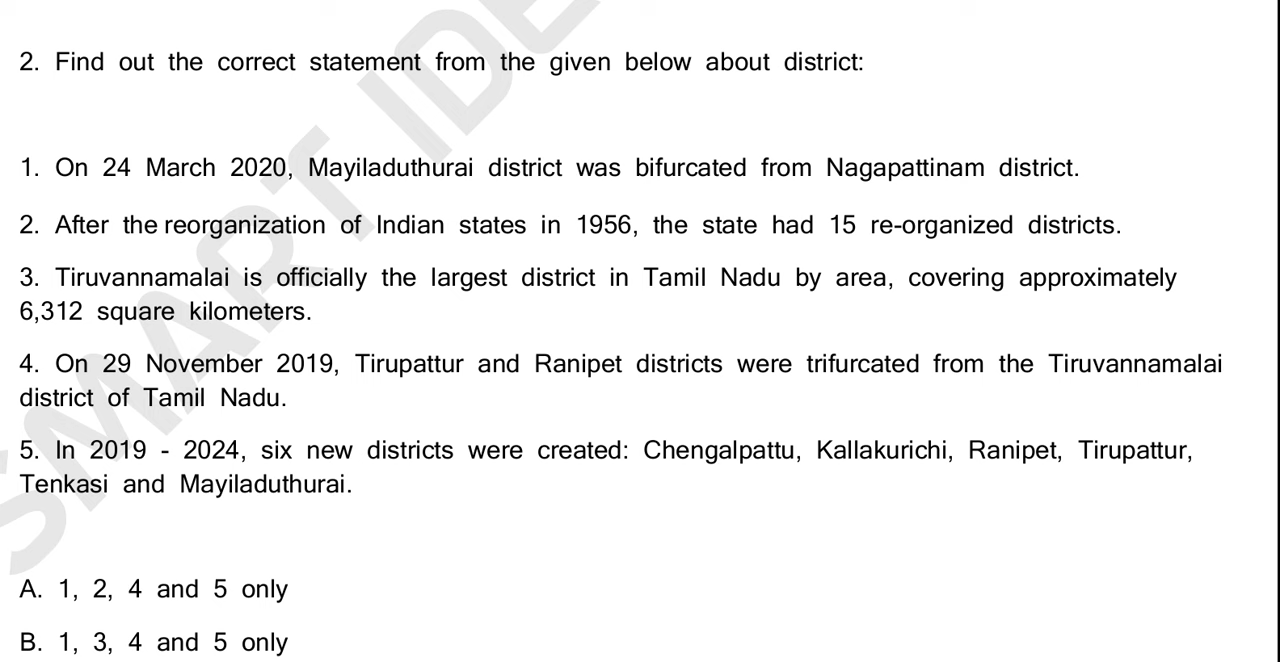 2. Find out the correct statement from the given below about district:
1. On 24 March 2020, Mayiladuthurai district was bifurcated from Nagapattinam district.
2. After the reorganization of Indian states in 1956, the state had 15 re-organized districts.
3. Tiruvannamalai is officially the largest district in Tamil Nadu by area, covering approximately
6,312 square kilometers.
4. On 29 November 2019, Tirupattur and Ranipet districts were trifurcated from the Tiruvannamalai
district of Tamil Nadu.
5. In 2019 - 2024, six new districts were created: Chengalpattu, Kallakurichi, Ranipet, Tirupattur,
Tenkasi and Mayiladuthurai.
A. 1, 2, 4 and 5 only
B. 1, 3, 4 and 5 only
SMART IDE